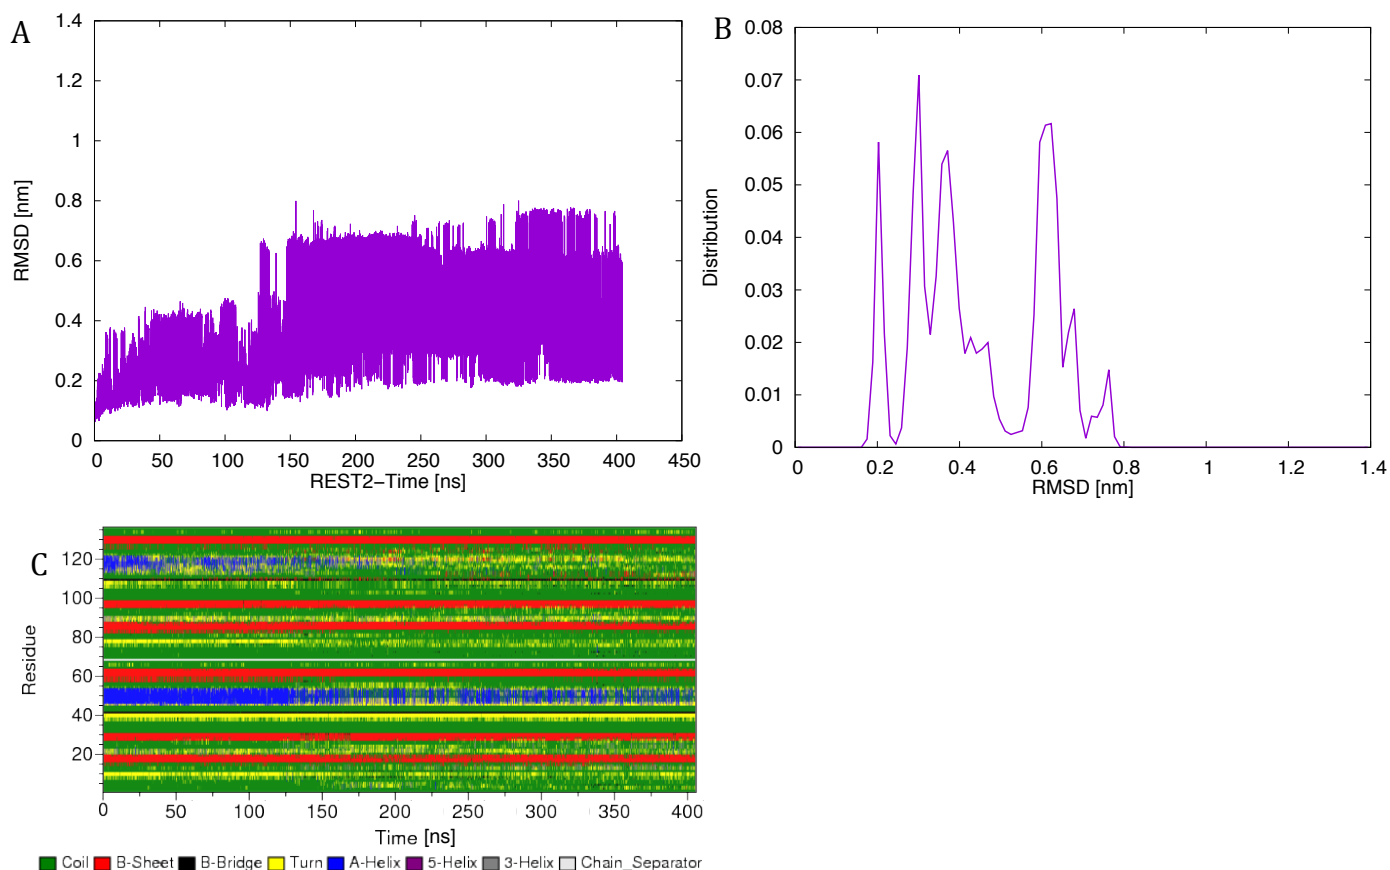 A
RMSD [nm]
1.4
1.2
1
0.8
0.6
0.4
0.2
0
0 50 100 150 200 250 300 350 400 450
REST2-Time [ns]
B
Distribution
0.08
0.07
0.06
0.05
0.04
0.03
0.02
0.01
0
0 0.2 0.4 0.6 0.8 1 1.2 1.4
RMSD [nm]
C
Residue
120
100
80
60
40
20
0 50 100 150 200 250 300 350 400
Time [ns]
Coil B-Sheet B-Bridge Turn A-Helix 5-Helix 3-Helix Chain_Separator